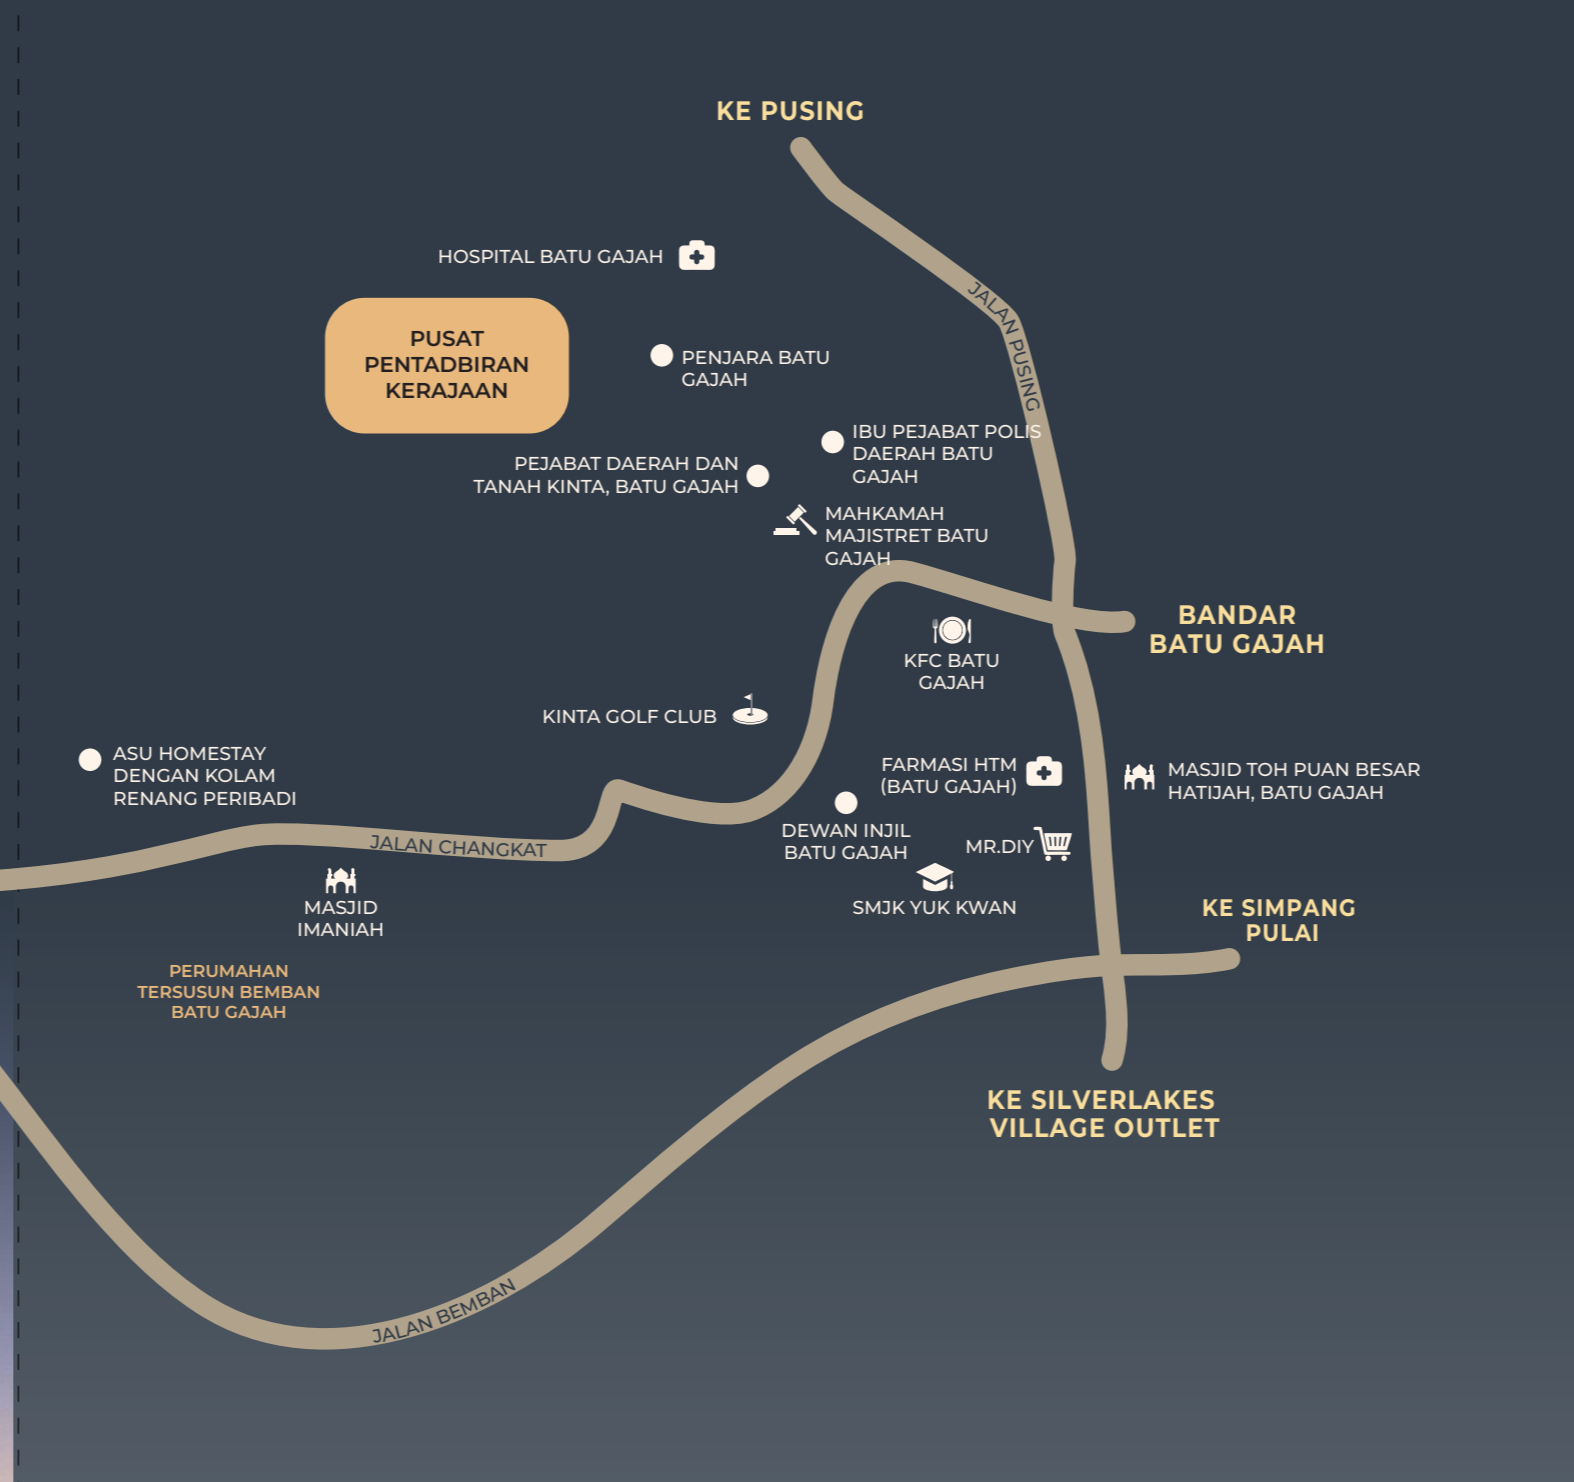 KE PUSING
HOSPITAL BATU GAJAH
JALAN PUSING
PUSAT
PENTADBIRAN
KERAJAAN
PENJARA BATU
GAJAH
IBU PEJABAT POLIS
DAERAH BATU
GAJAH
PEJABAT DAERAH DAN
TANAH KINTA, BATU GAJAH
MAHKAMAH
MAJISTRET BATU
GAJAH
BANDAR
BATU GAJAH
KFC BATU
GAJAH
KINTA GOLF CLUB
ASU HOMESTAY
DENGAN KOLAM
RENANG PERIBADI
FARMASI HTM
(BATU GAJAH)
MASJID TOH PUAN BESAR
HATIJAH, BATU GAJAH
DEWAN INJIL
BATU GAJAH
MR.DIY
JALAN CHANGKAT
SMJK YUK KWAN
MASJID
IMANIAH
KE SIMPANG
PULAI
PERUMAHAN
TERSUSUN BEMBAN
BATU GAJAH
KE SILVERLAKES
VILLAGE OUTLET
JALAN BEMBAN